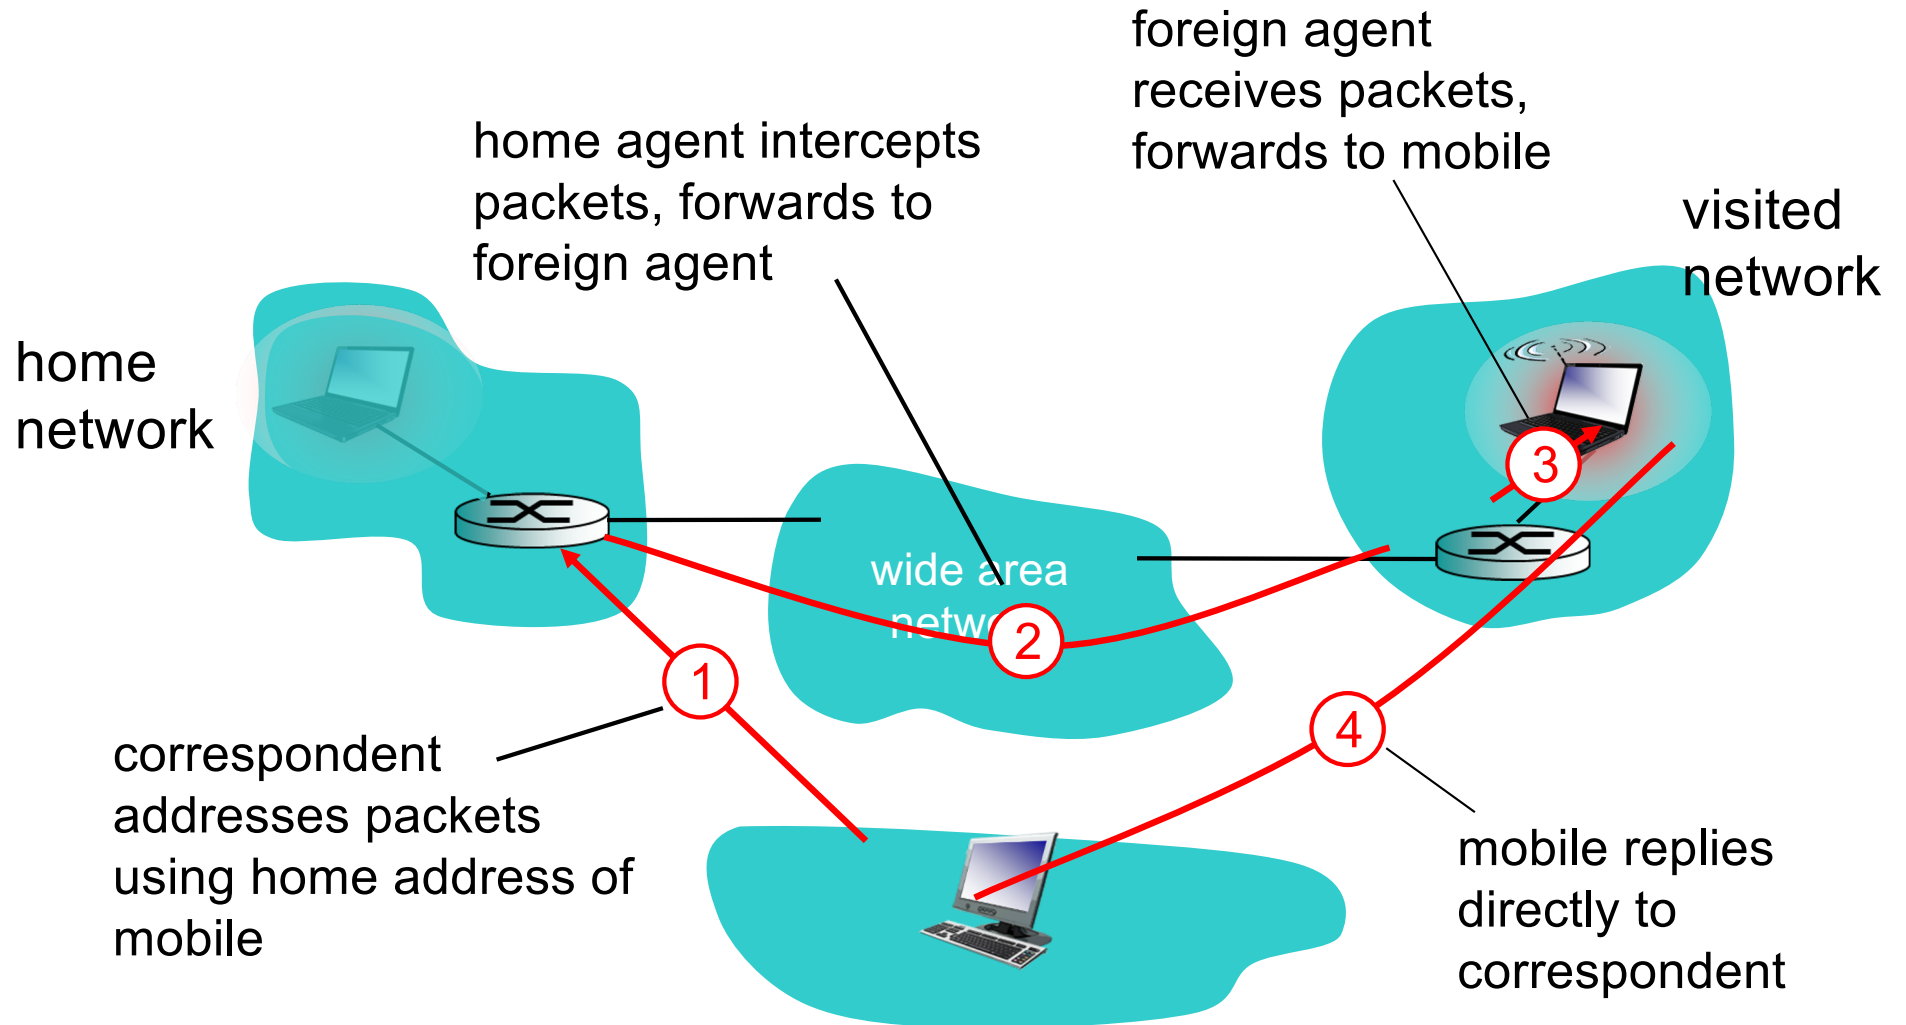 foreign agent
receives packets,
forwards to mobile
home agent intercepts
packets, forwards to
foreign agent
visited
network
home
network
3
wide area
network
2
1
4
correspondent
addresses packets
using home address of
mobile
mobile replies
directly to
correspondent